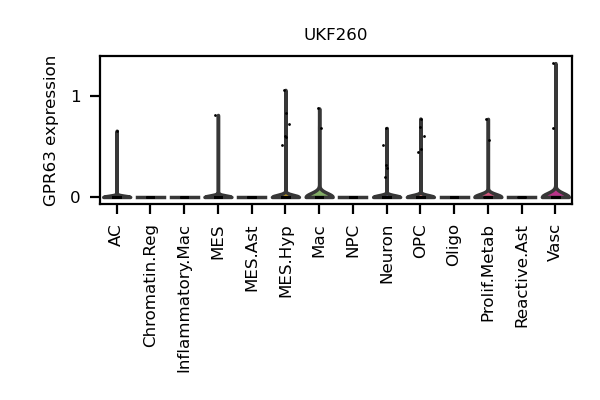 UKF260
GPR63 expression
1
0
AC
Chromatin.Reg
Inflammatory.Mac
MES
MES.Ast
MES.Hyp
Mac
NPC
Neuron
OPC
Oligo
Prolif.Metab
Reactive.Ast
Vasc